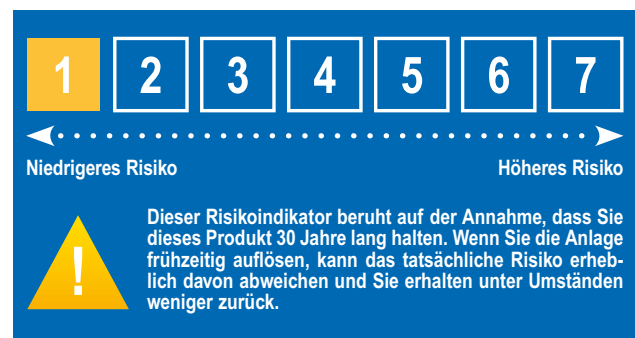 1 2 3 4 5 6 7
Niedrigeres Risiko Höheres Risiko
Dieser Risikoindikator beruht auf der Annahme, dass Sie
dieses Produkt 30 Jahre lang halten. Wenn Sie die Anlage
frühzeitig auflösen, kann das tatsächliche Risiko erheb-
lich davon abweichen und Sie erhalten unter Umständen
weniger zurück.
!